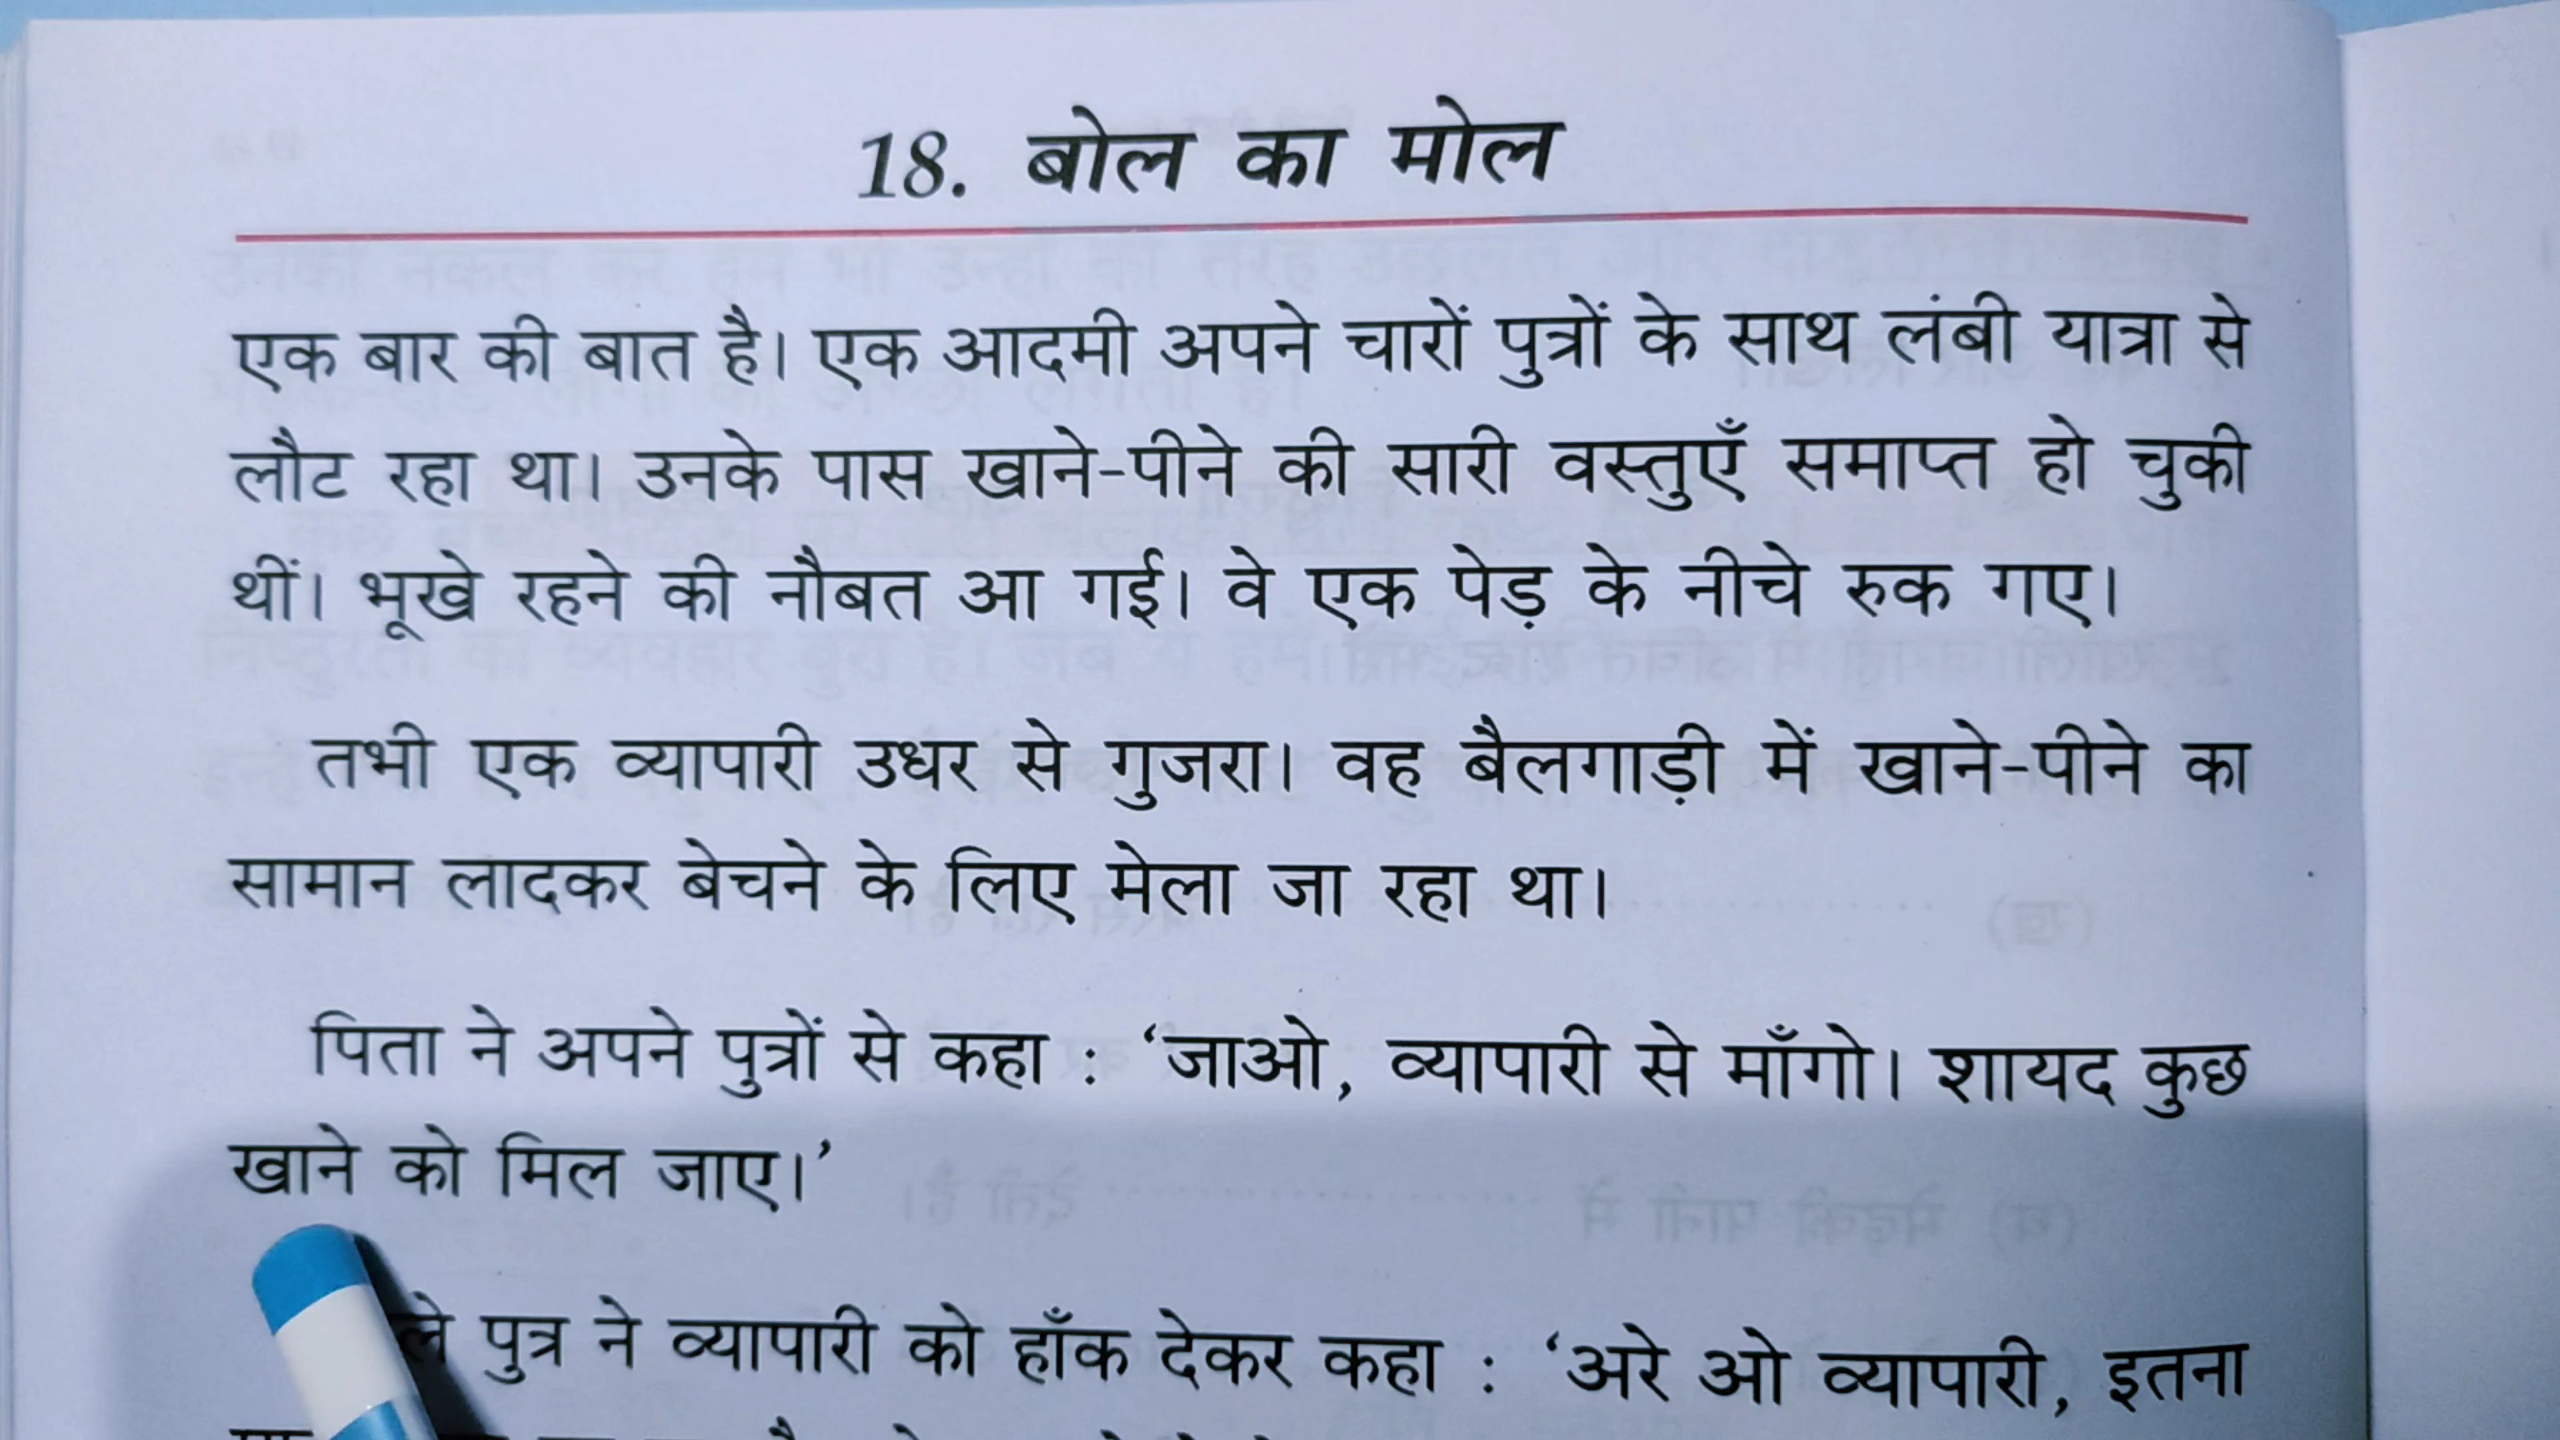 18. बोल का मोल
एक बार की बात है। एक आदमी अपने चारों पुत्रों के साथ लंबी यात्रा से
लौट रहा था। उनके पास खाने-पीने की सारी वस्तुएँ समाप्त हो चुकी
थीं। भूखे रहने की नौबत आ गई। वे एक पेड़ के नीचे रुक गए।
तभी एक व्यापारी उधर से गुजरा। वह बैलगाड़ी में खाने-पीने का
सामान लादकर बेचने के लिए मेला जा रहा था।
पिता ने अपने पुत्रों से कहा : ‘जाओ, व्यापारी से माँगो। शायद कुछ
खाने को मिल जाए।’
पुत्र ने व्यापारी को हाँक देकर कहा : ‘अरे ओ व्यापारी, इतना